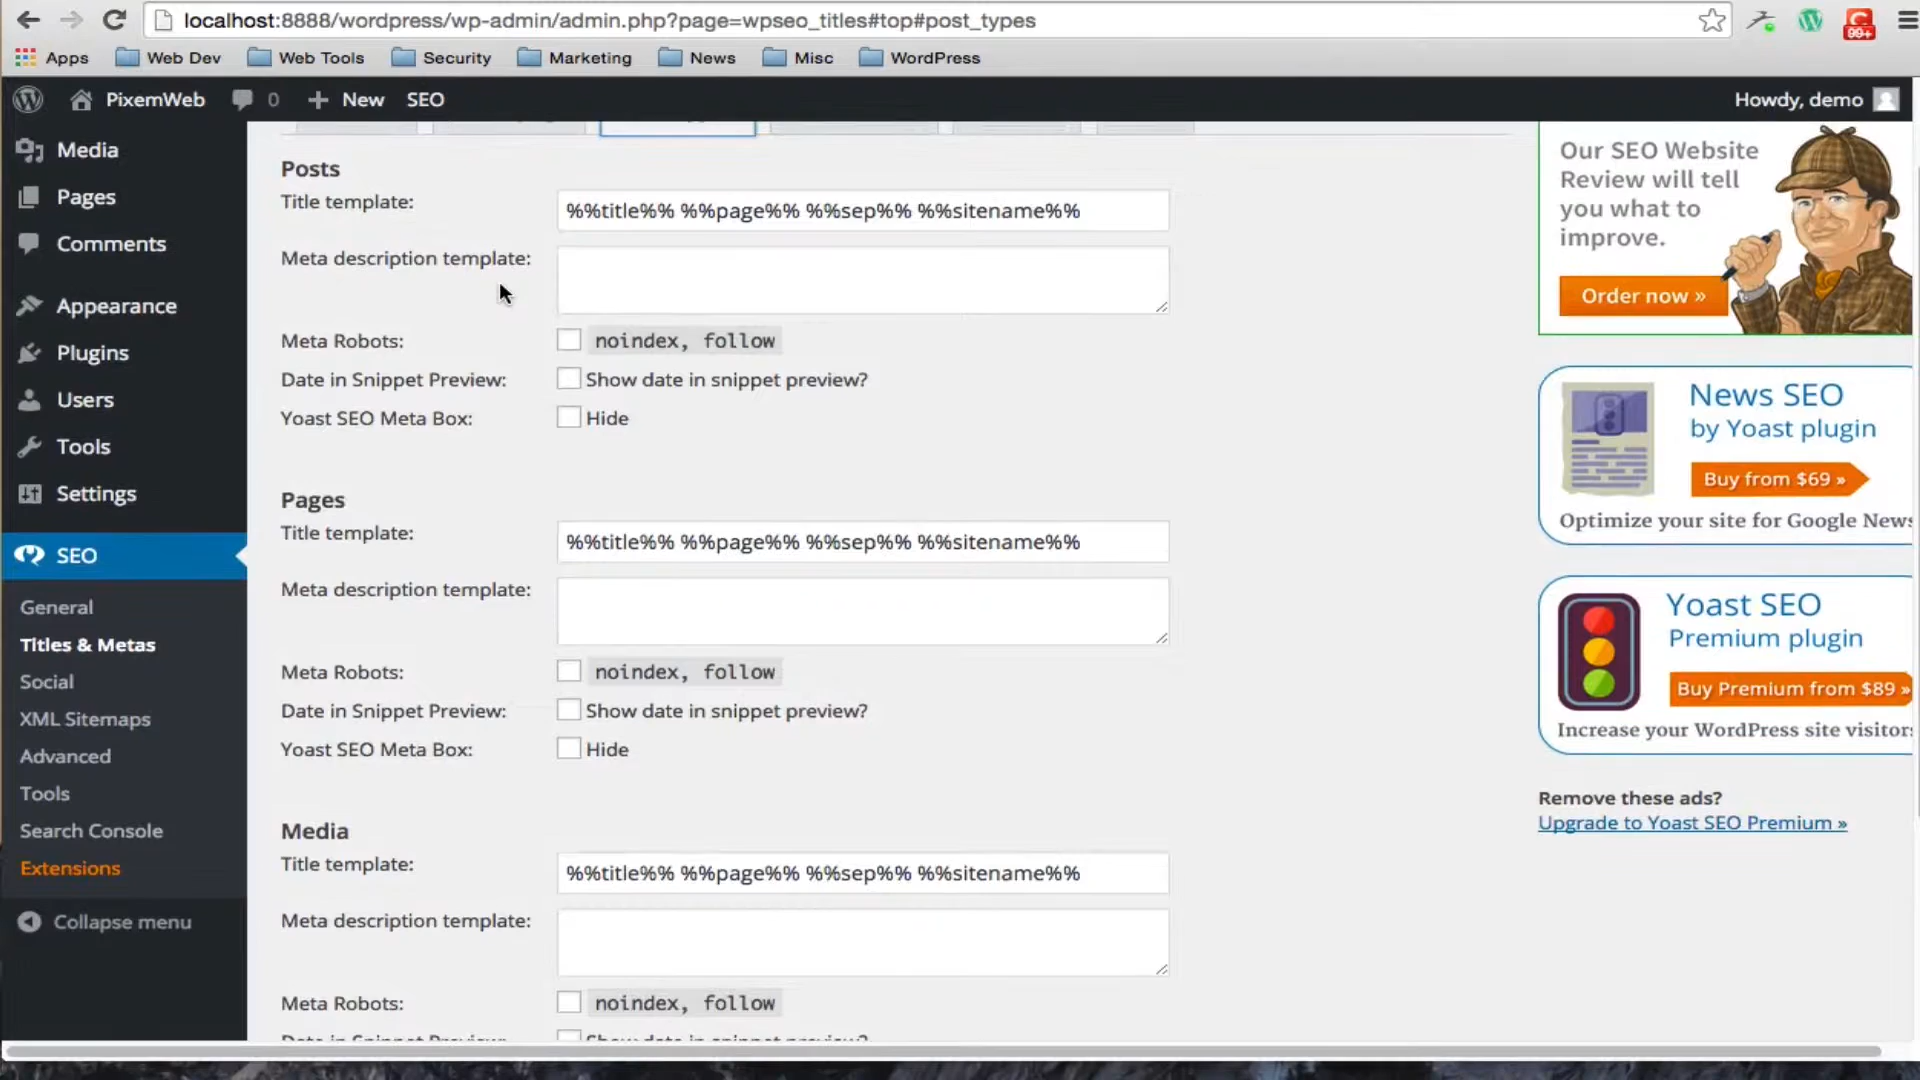 localhost:8888/wordpress/wp-admin/admin.php?page=wpseo_titles#top#post_types
99+
Apps
Web Dev
Web Tools
Security
Marketing
News
Misc
WordPress
PixemWeb
0
New
SEO
Howdy, demo
Media
Pages
Comments
Appearance
Plugins
Users
Tools
Settings
SEO
General
Titles & Metas
Social
XML Sitemaps
Advanced
Tools
Search Console
Extensions
Collapse menu
Posts
Title template:
%%title%% %%page%% %%sep%% %%sitename%%
Meta description template:
Meta Robots:
noindex, follow
Date in Snippet Preview:
Show date in snippet preview?
Yoast SEO Meta Box:
Hide
Pages
Title template:
%%title%% %%page%% %%sep%% %%sitename%%
Meta description template:
Meta Robots:
noindex, follow
Date in Snippet Preview:
Show date in snippet preview?
Yoast SEO Meta Box:
Hide
Media
Title template:
%%title%% %%page%% %%sep%% %%sitename%%
Meta description template:
Meta Robots:
noindex, follow
Our SEO Website
Review will tell
you what to
improve.
Order now »
News SEO
by Yoast plugin
Buy from $69 »
Optimize your site for Google News
Yoast SEO
Premium plugin
Buy Premium from $89 »
Increase your WordPress site visitors
Remove these ads?
Upgrade to Yoast SEO Premium »